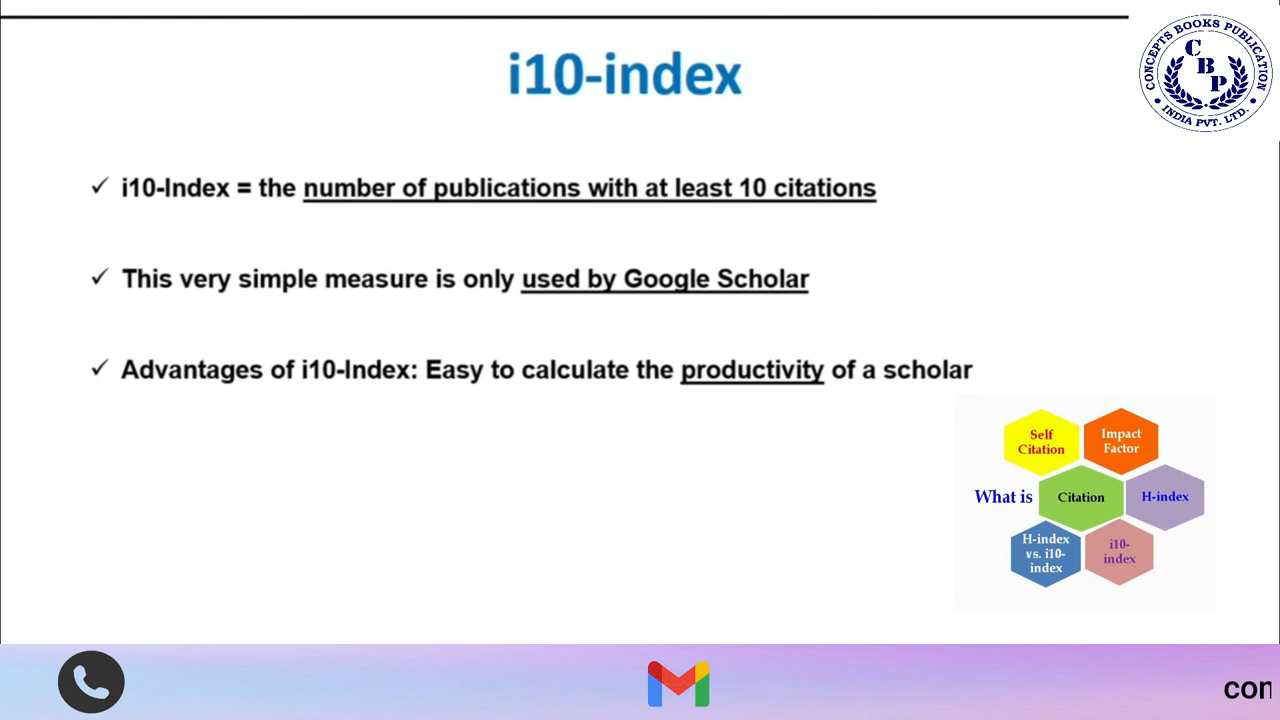 i10-index
CONCEPTS BOOKS PUBLICATION
C
B
P
INDIA PVT. LTD.
i10-Index = the number of publications with at least 10 citations
This very simple measure is only used by Google Scholar
Advantages of i10-Index: Easy to calculate the productivity of a scholar
Self
Citation
Impact
Factor
What is
Citation
H-index
H-index
vs. i10-
index
i10-
index
con